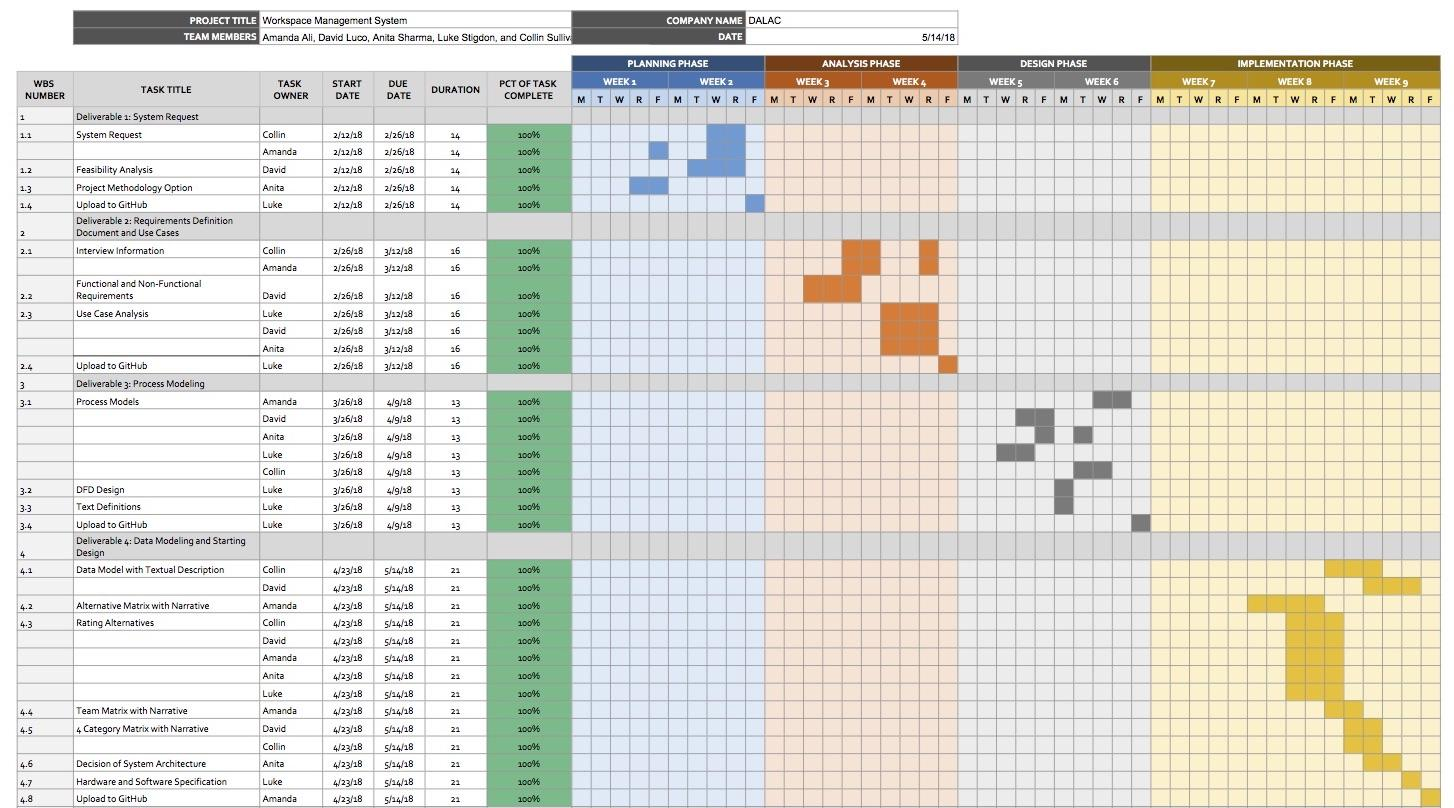 PROJECT TITLE Workspace Management System COMPANY NAME DALAC
TEAM MEMBERS Amanda Ali, David Luco, Anita Sharma, Luke Stigdon, and Collin Sulliv DATE 5/14/18
PLANNING PHASE ANALYSIS PHASE DESIGN PHASE IMPLEMENTATION PHASE
WBS NUMBER TASK TITLE TASK OWNER START DATE DUE DATE DURATION PCT OF TASK COMPLETE WEEK 1 WEEK 2 WEEK 3 WEEK 4 WEEK 5 WEEK 6 WEEK 7 WEEK 8 WEEK 9
M T W R F M T W R F M T W R F M T W R F M T W R F M T W R F M T W R F M T W R F M T W R F
1 Deliverable 1: System Request
1.1 System Request Collin 2/12/18 2/26/18 14 100%
Amanda 2/12/18 2/26/18 14 100%
1.2 Feasibility Analysis David 2/12/18 2/26/18 14 100%
1.3 Project Methodology Option Anita 2/12/18 2/26/18 14 100%
1.4 Upload to GitHub Luke 2/12/18 2/26/18 14 100%
Deliverable 2: Requirements Definition
2 Document and Use Cases
2.1 Interview Information Collin 2/26/18 3/12/18 16 100%
Amanda 2/26/18 3/12/18 16 100%
Functional and Non-Functional
2.2 Requirements David 2/26/18 3/12/18 16 100%
2.3 Use Case Analysis Luke 2/26/18 3/12/18 16 100%
David 2/26/18 3/12/18 16 100%
Anita 2/26/18 3/12/18 16 100%
2.4 Upload to GitHub Luke 2/26/18 3/12/18 16 100%
3 Deliverable 3: Process Modeling
3.1 Process Models Amanda 3/26/18 4/9/18 13 100%
David 3/26/18 4/9/18 13 100%
Anita 3/26/18 4/9/18 13 100%
Luke 3/26/18 4/9/18 13 100%
Collin 3/26/18 4/9/18 13 100%
3.2 DFD Design Luke 3/26/18 4/9/18 13 100%
3.3 Text Definitions Luke 3/26/18 4/9/18 13 100%
3.4 Upload to GitHub Luke 3/26/18 4/9/18 13 100%
Deliverable 4: Data Modeling and Starting
4 Design
4.1 Data Model with Textual Description Collin 4/23/18 5/14/18 21 100%
David 4/23/18 5/14/18 21 100%
4.2 Alternative Matrix with Narrative Amanda 4/23/18 5/14/18 21 100%
4.3 Rating Alternatives Collin 4/23/18 5/14/18 21 100%
David 4/23/18 5/14/18 21 100%
Amanda 4/23/18 5/14/18 21 100%
Anita 4/23/18 5/14/18 21 100%
Luke 4/23/18 5/14/18 21 100%
4.4 Team Matrix with Narrative Amanda 4/23/18 5/14/18 21 100%
4.5 4 Category Matrix with Narrative David 4/23/18 5/14/18 21 100%
Collin 4/23/18 5/14/18 21 100%
4.6 Decision of System Architecture Anita 4/23/18 5/14/18 21 100%
4.7 Hardware and Software Specification Luke 4/23/18 5/14/18 21 100%
4.8 Upload to GitHub Amanda 4/23/18 5/14/18 21 100%